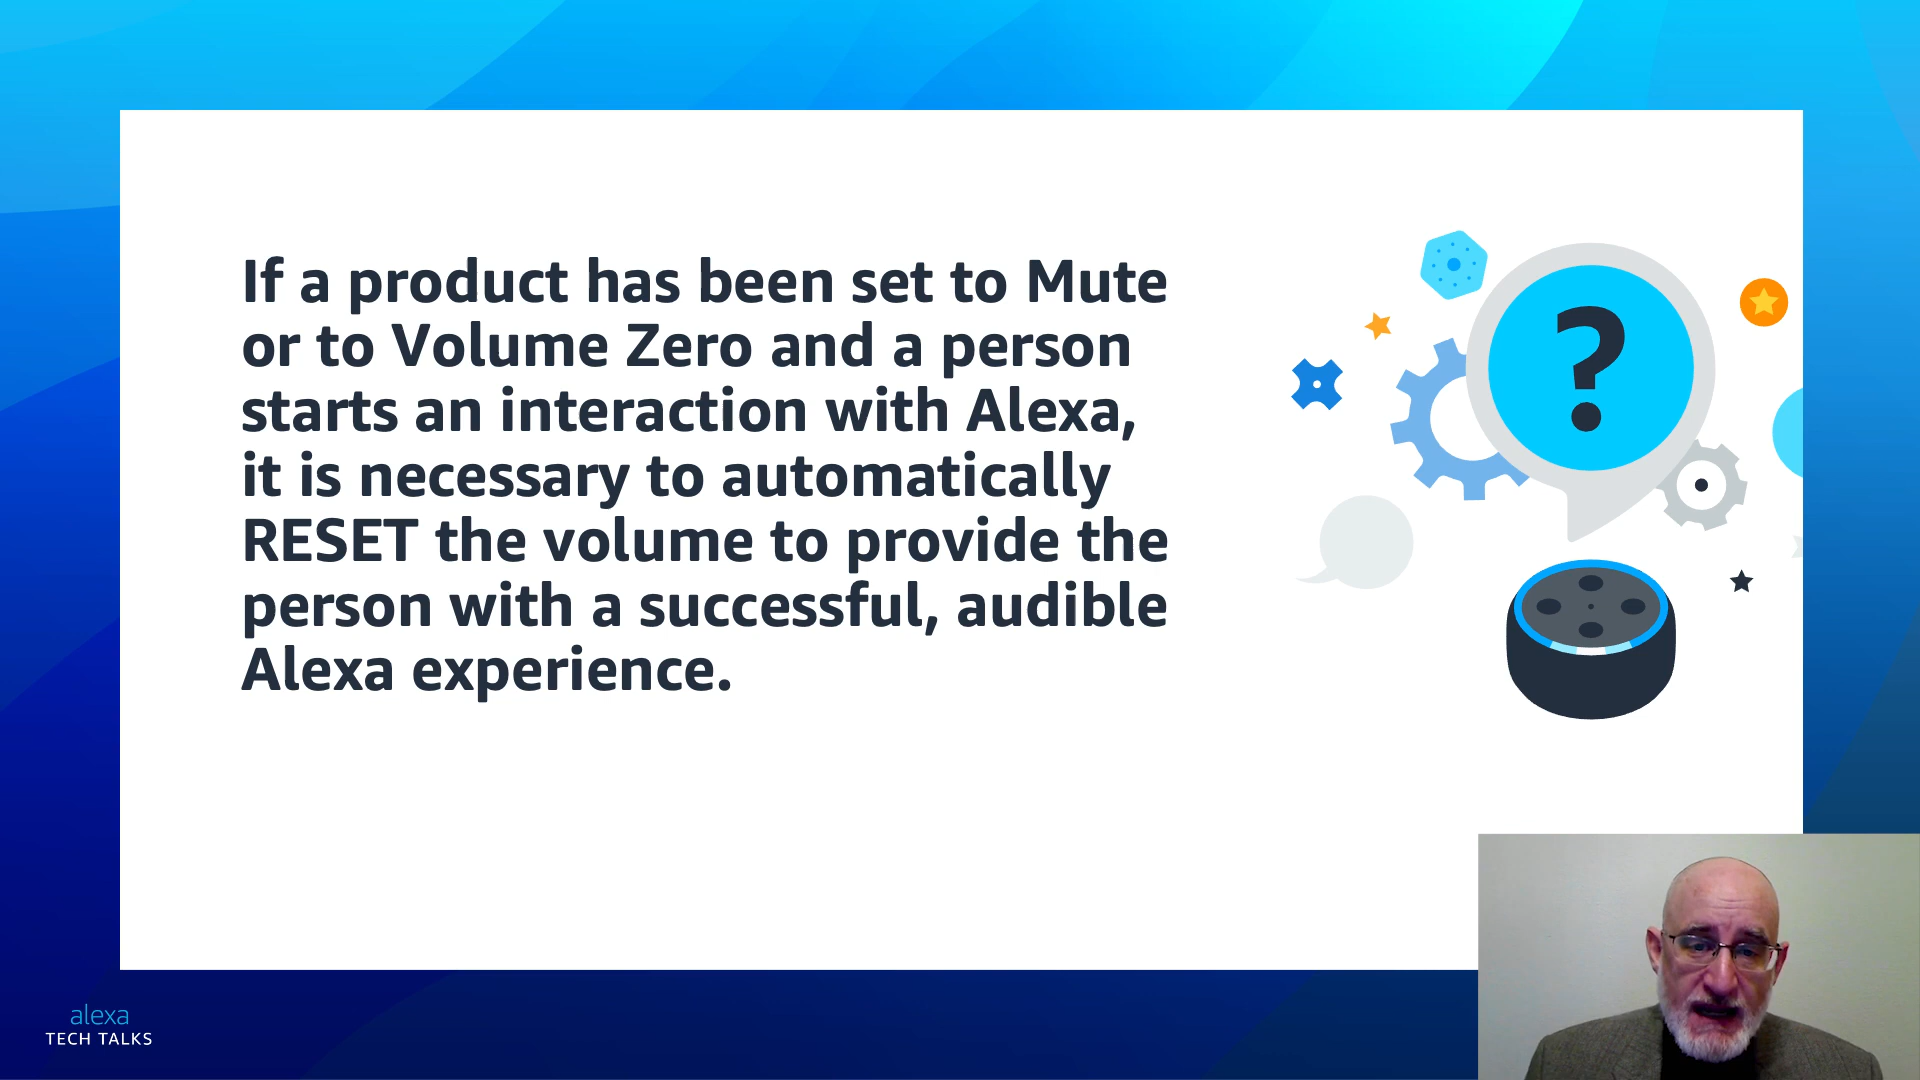 If a product has been set to Mute
or to Volume Zero and a person
starts an interaction with Alexa,
it is necessary to automatically
RESET the volume to provide the
person with a successful, audible
Alexa experience.
?
alexa
TECH TALKS